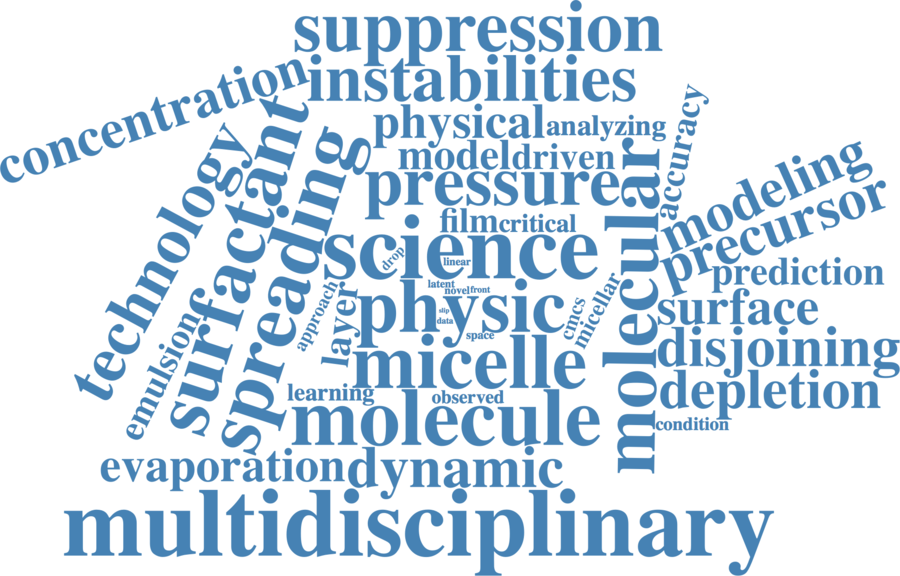 suppression
concentration
instabilities
physical analyzing
model driven
accuracy
pressure
technology
surfactant
spreading
molecular
modeling
precursor
film critical
science
drop
linear
prediction
latent
novel front
approach
layer
physic
slip
data
space
cmcs
micellar
surface
emulsion
micelle
disjoining
learning
observed
depletion
molecule
condition
evaporation dynamic
multidisciplinary